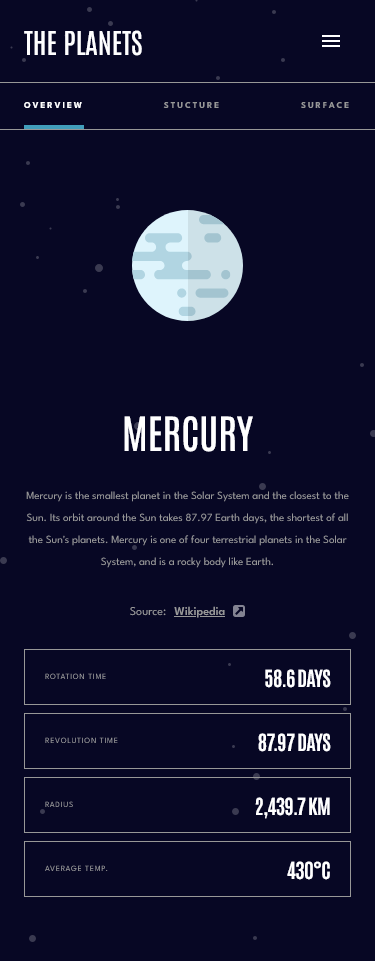 THE PLANETS
OVERVIEW
STUCTURE
SURFACE
MERCURY
Mercury is the smallest planet in the Solar System and the closest to the
Sun. Its orbit around the Sun takes 87.97 Earth days, the shortest of all
the Sun's planets. Mercury is one of four terrestrial planets in the Solar
System, and is a rocky body like Earth.
Source: Wikipedia
ROTATION TIME
58.6 DAYS
REVOLUTION TIME
87.97 DAYS
RADIUS
2,439.7 KM
AVERAGE TEMP.
430°C